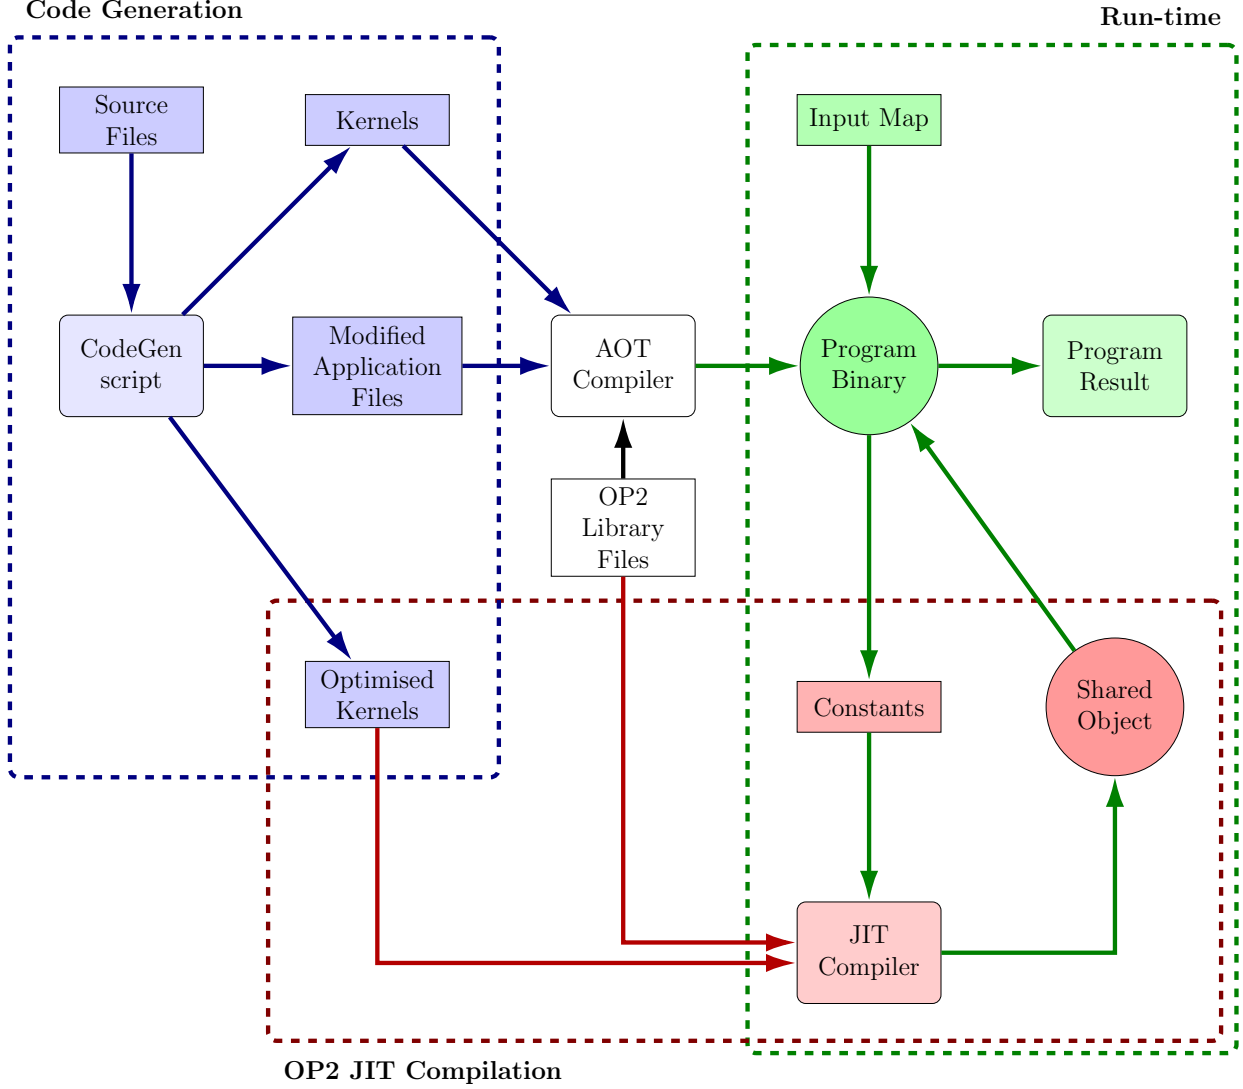 Code Generation
Run-time
Source
Files
Kernels
Input Map
CodeGen
script
Modified
Application
Files
AOT
Compiler
Program
Binary
Program
Result
OP2
Library
Files
Optimised
Kernels
Constants
Shared
Object
JIT
Compiler
OP2 JIT Compilation